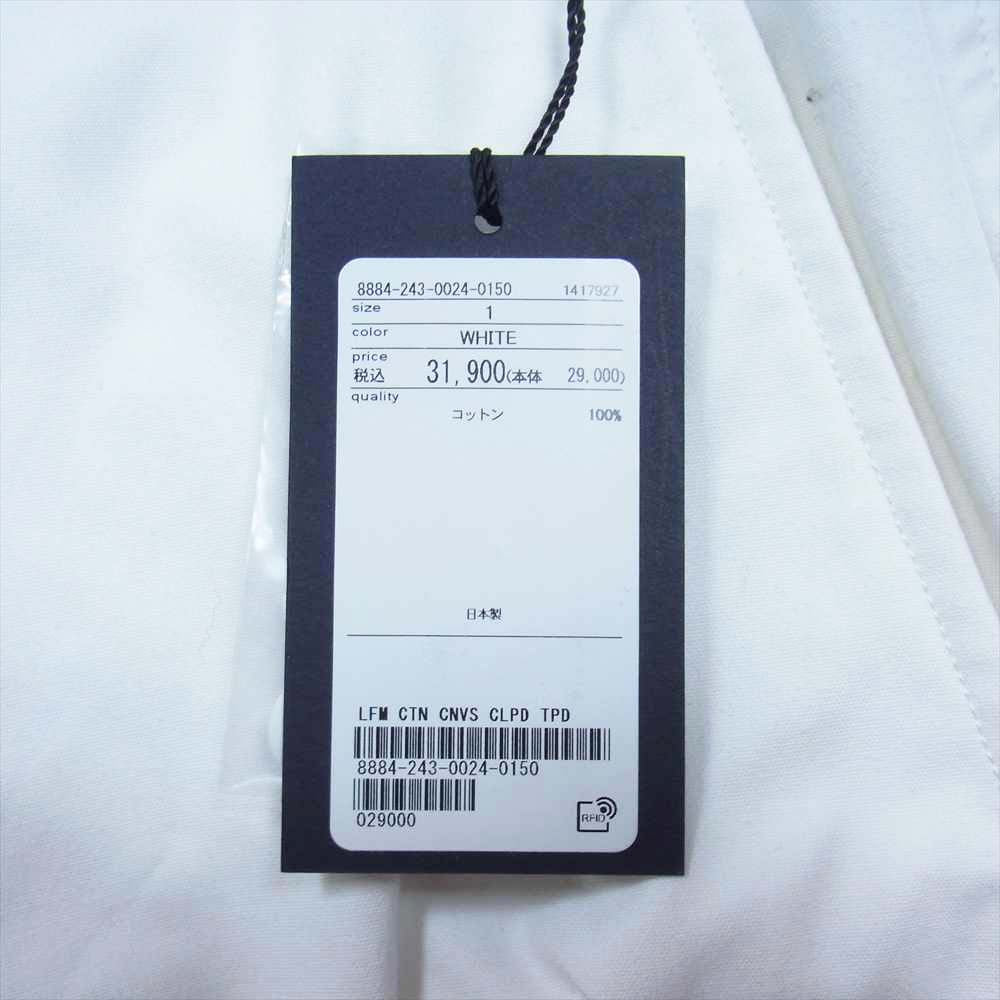 8884-243-0024-0150 1417927
size 1
color WHITE
price
税込 31,900(本体 29,000)
quality
コットン 100%
日本製
LFM CTN CNVS CLPD TPD
8884-243-0024-0150
029000
RFID